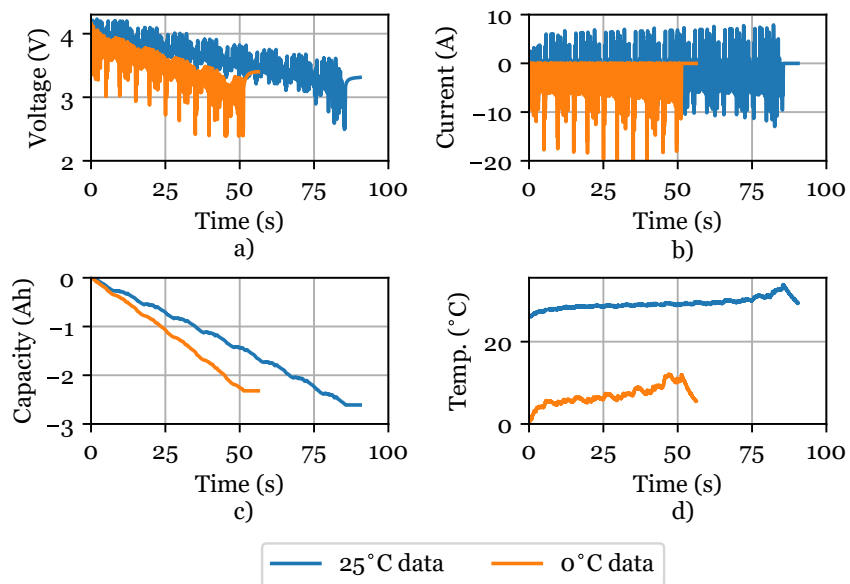 Voltage (V)
4
3
2
0 25 50 75 100
Time (s)
a)
Current (A)
10
0
−10
−20
0 25 50 75 100
Time (s)
b)
Capacity (Ah)
0
−1
−2
−3
0 25 50 75 100
Time (s)
c)
Temp. (°C)
20
0
0 25 50 75 100
Time (s)
d)
25°C data
0°C data